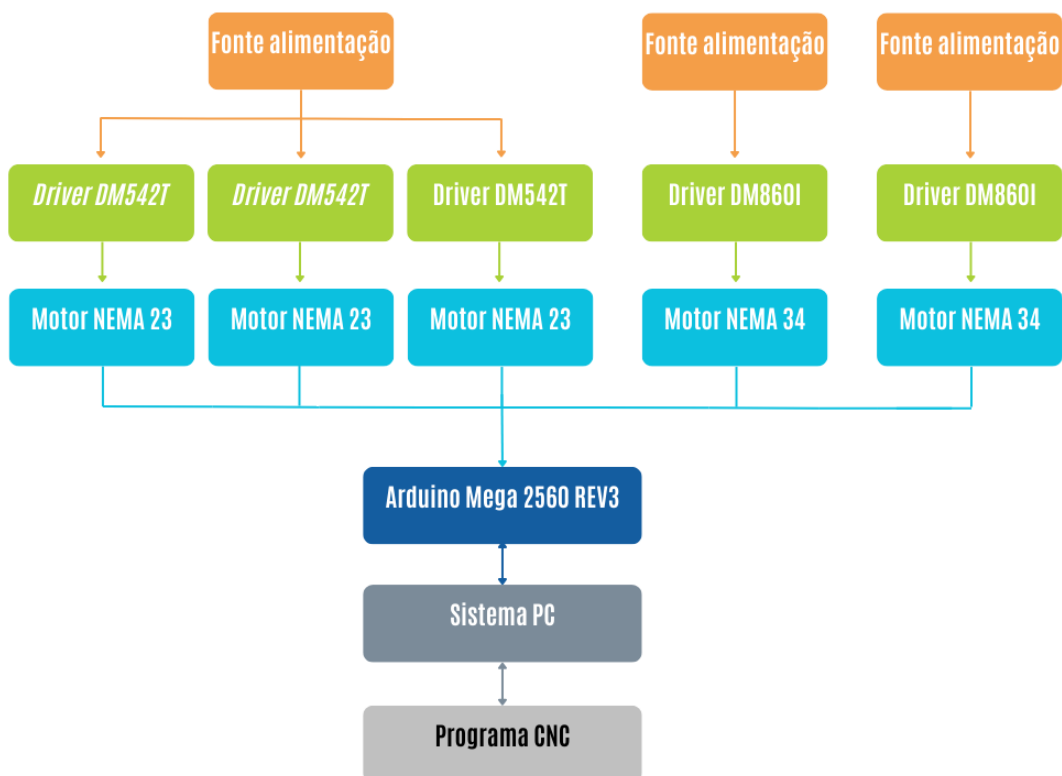 Fonte alimentação
Fonte alimentação
Fonte alimentação
Driver DM542T
Driver DM542T
Driver DM542T
Driver DM860I
Driver DM860I
Motor NEMA 23
Motor NEMA 23
Motor NEMA 23
Motor NEMA 34
Motor NEMA 34
Arduino Mega 2560 REV3
Sistema PC
Programa CNC